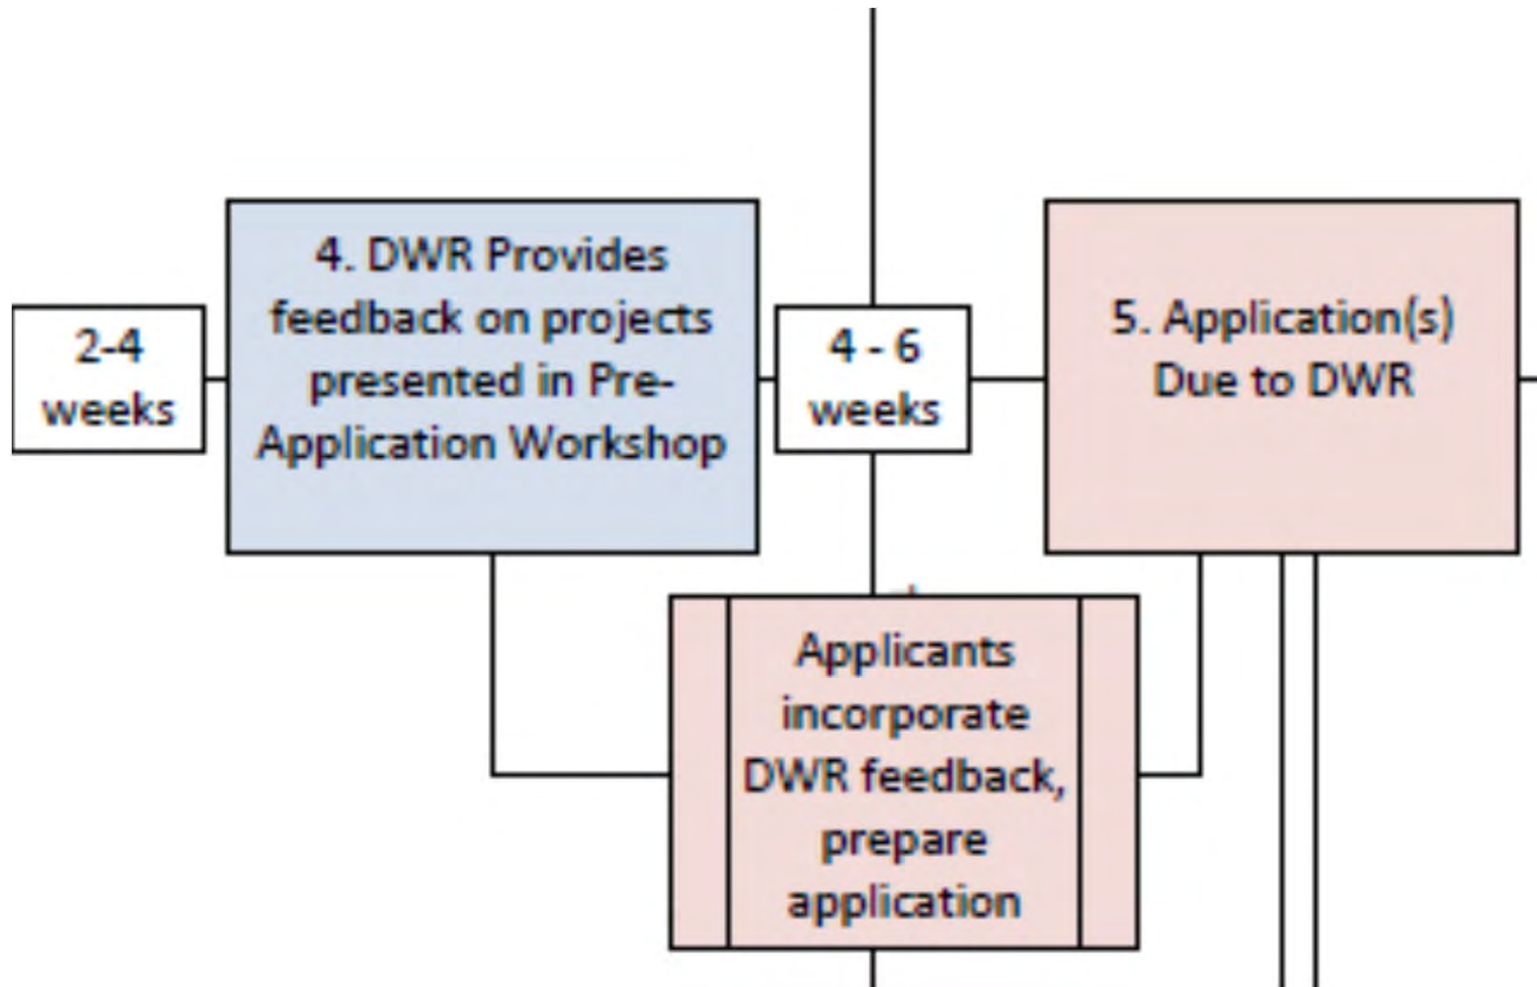 2-4
weeks
4. DWR Provides
feedback on projects
presented in Pre-
Application Workshop
4 - 6
weeks
5. Application(s)
Due to DWR
Applicants
incorporate
DWR feedback,
prepare
application